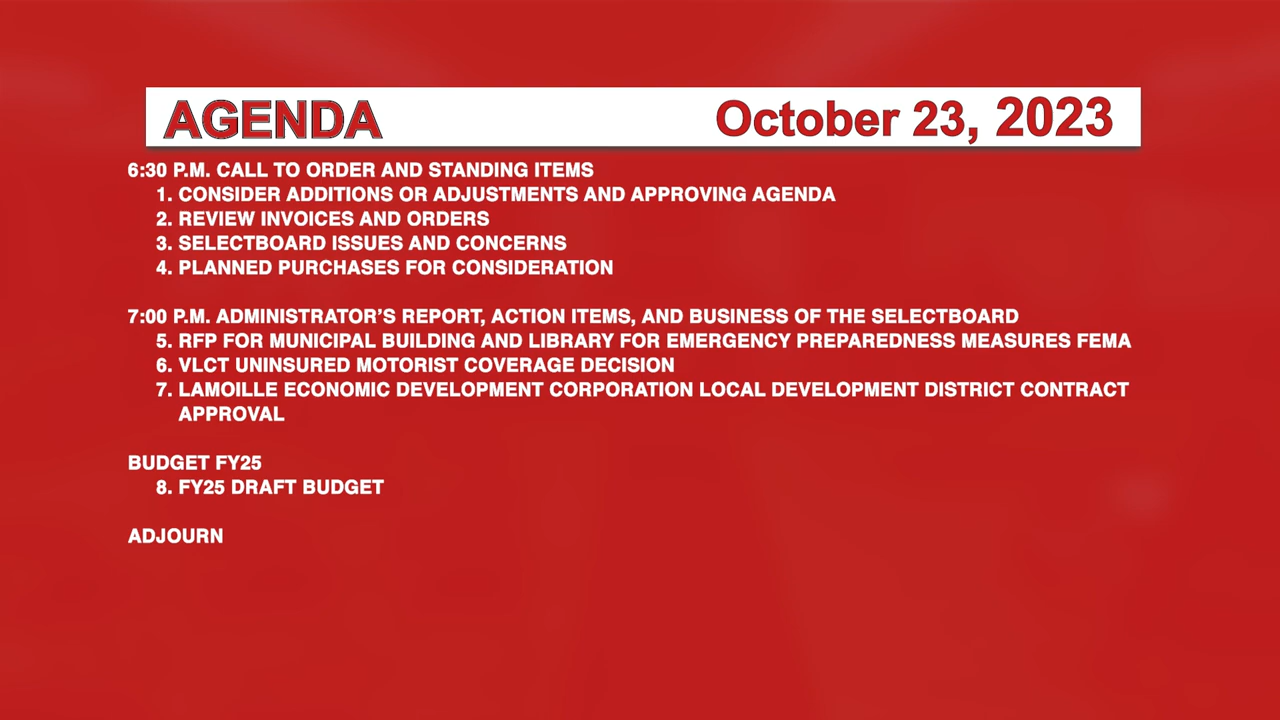 AGENDA October 23, 2023
6:30 P.M. CALL TO ORDER AND STANDING ITEMS
1. CONSIDER ADDITIONS OR ADJUSTMENTS AND APPROVING AGENDA
2. REVIEW INVOICES AND ORDERS
3. SELECTBOARD ISSUES AND CONCERNS
4. PLANNED PURCHASES FOR CONSIDERATION
7:00 P.M. ADMINISTRATOR’S REPORT, ACTION ITEMS, AND BUSINESS OF THE SELECTBOARD
5. RFP FOR MUNICIPAL BUILDING AND LIBRARY FOR EMERGENCY PREPAREDNESS MEASURES FEMA
6. VLCT UNINSURED MOTORIST COVERAGE DECISION
7. LAMOILLE ECONOMIC DEVELOPMENT CORPORATION LOCAL DEVELOPMENT DISTRICT CONTRACT
APPROVAL
BUDGET FY25
8. FY25 DRAFT BUDGET
ADJOURN